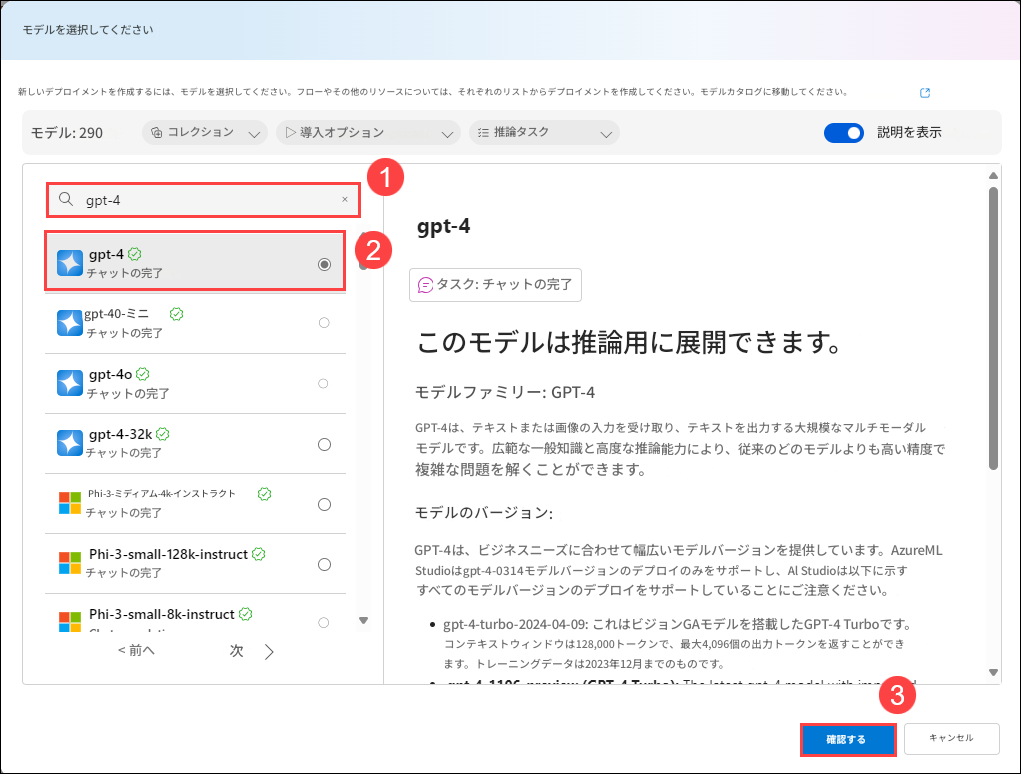 モデルを選択してください
新しいデプロイメントを作成するには、モデルを選択してください。フローやその他のリソースについては、それぞれのリストからデプロイメントを作成してください。モデルカタログに移動してください。
モデル: 290
コレクション
導入オプション
推論タスク
説明を表示
gpt-4
×
1
gpt-4
チャットの完了
2
gpt-40-ミニ
チャットの完了
gpt-4o
チャットの完了
gpt-4-32k
チャットの完了
Phi-3-ミディアム-4k-インストラクト
チャットの完了
Phi-3-small-128k-instruct
チャットの完了
Phi-3-small-8k-instruct
< 前へ
次 >
gpt-4
タスク: チャットの完了
このモデルは推論用に展開できます。
モデルファミリー: GPT-4
GPT-4は、テキストまたは画像の入力を受け取り、テキストを出力する大規模なマルチモーダル
モデルです。広範な一般知識と高度な推論能力により、従来のどのモデルよりも高い精度で
複雑な問題を解くことができます。
モデルのバージョン:
GPT-4は、ビジネスニーズに合わせて幅広いモデルバージョンを提供しています。AzureML
Studioはgpt-4-0314モデルバージョンのデプロイのみをサポートし、AI Studioは以下に示す
すべてのモデルバージョンのデプロイをサポートしていることにご注意ください。
• gpt-4-turbo-2024-04-09: これはビジョンGAモデルを搭載したGPT-4 Turboです。
コンテキストウィンドウは128,000トークンで、最大4,096個の出力トークンを返すことができ
ます。トレーニングデータは2023年12月までのものです。
• gpt-4-1106-preview (GPT-4 Turbo): The latest gpt-4 model with
3
確認する
キャンセル